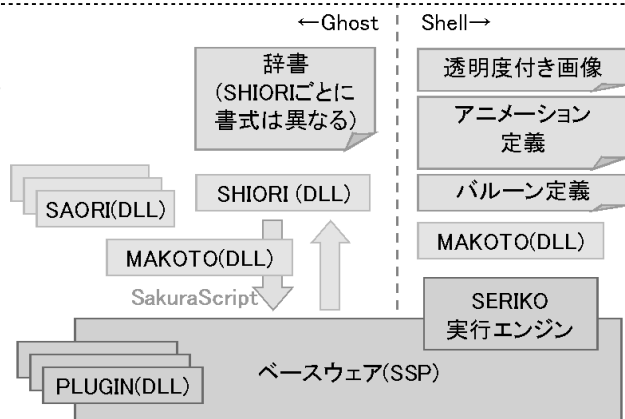 ←Ghost
Shell→
辞書
(SHIORIごとに
書式は異なる)
透明度付き画像
アニメーション
定義
バルーン定義
SAORI(DLL)
SHIORI (DLL)
MAKOTO(DLL)
MAKOTO(DLL)
SakuraScript
SERIKO
実行エンジン
ベースウェア(SSP)
PLUGIN(DLL)